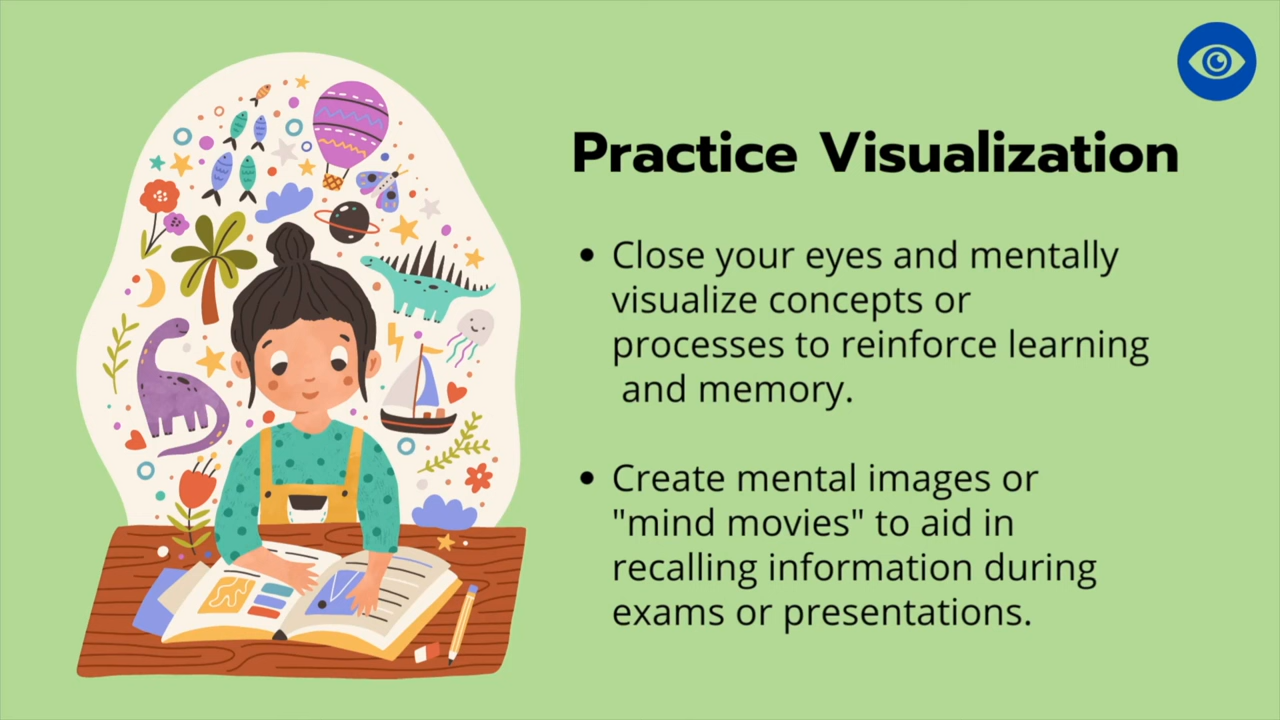 Practice Visualization
• Close your eyes and mentally
visualize concepts or
processes to reinforce learning
and memory.
• Create mental images or
"mind movies" to aid in
recalling information during
exams or presentations.